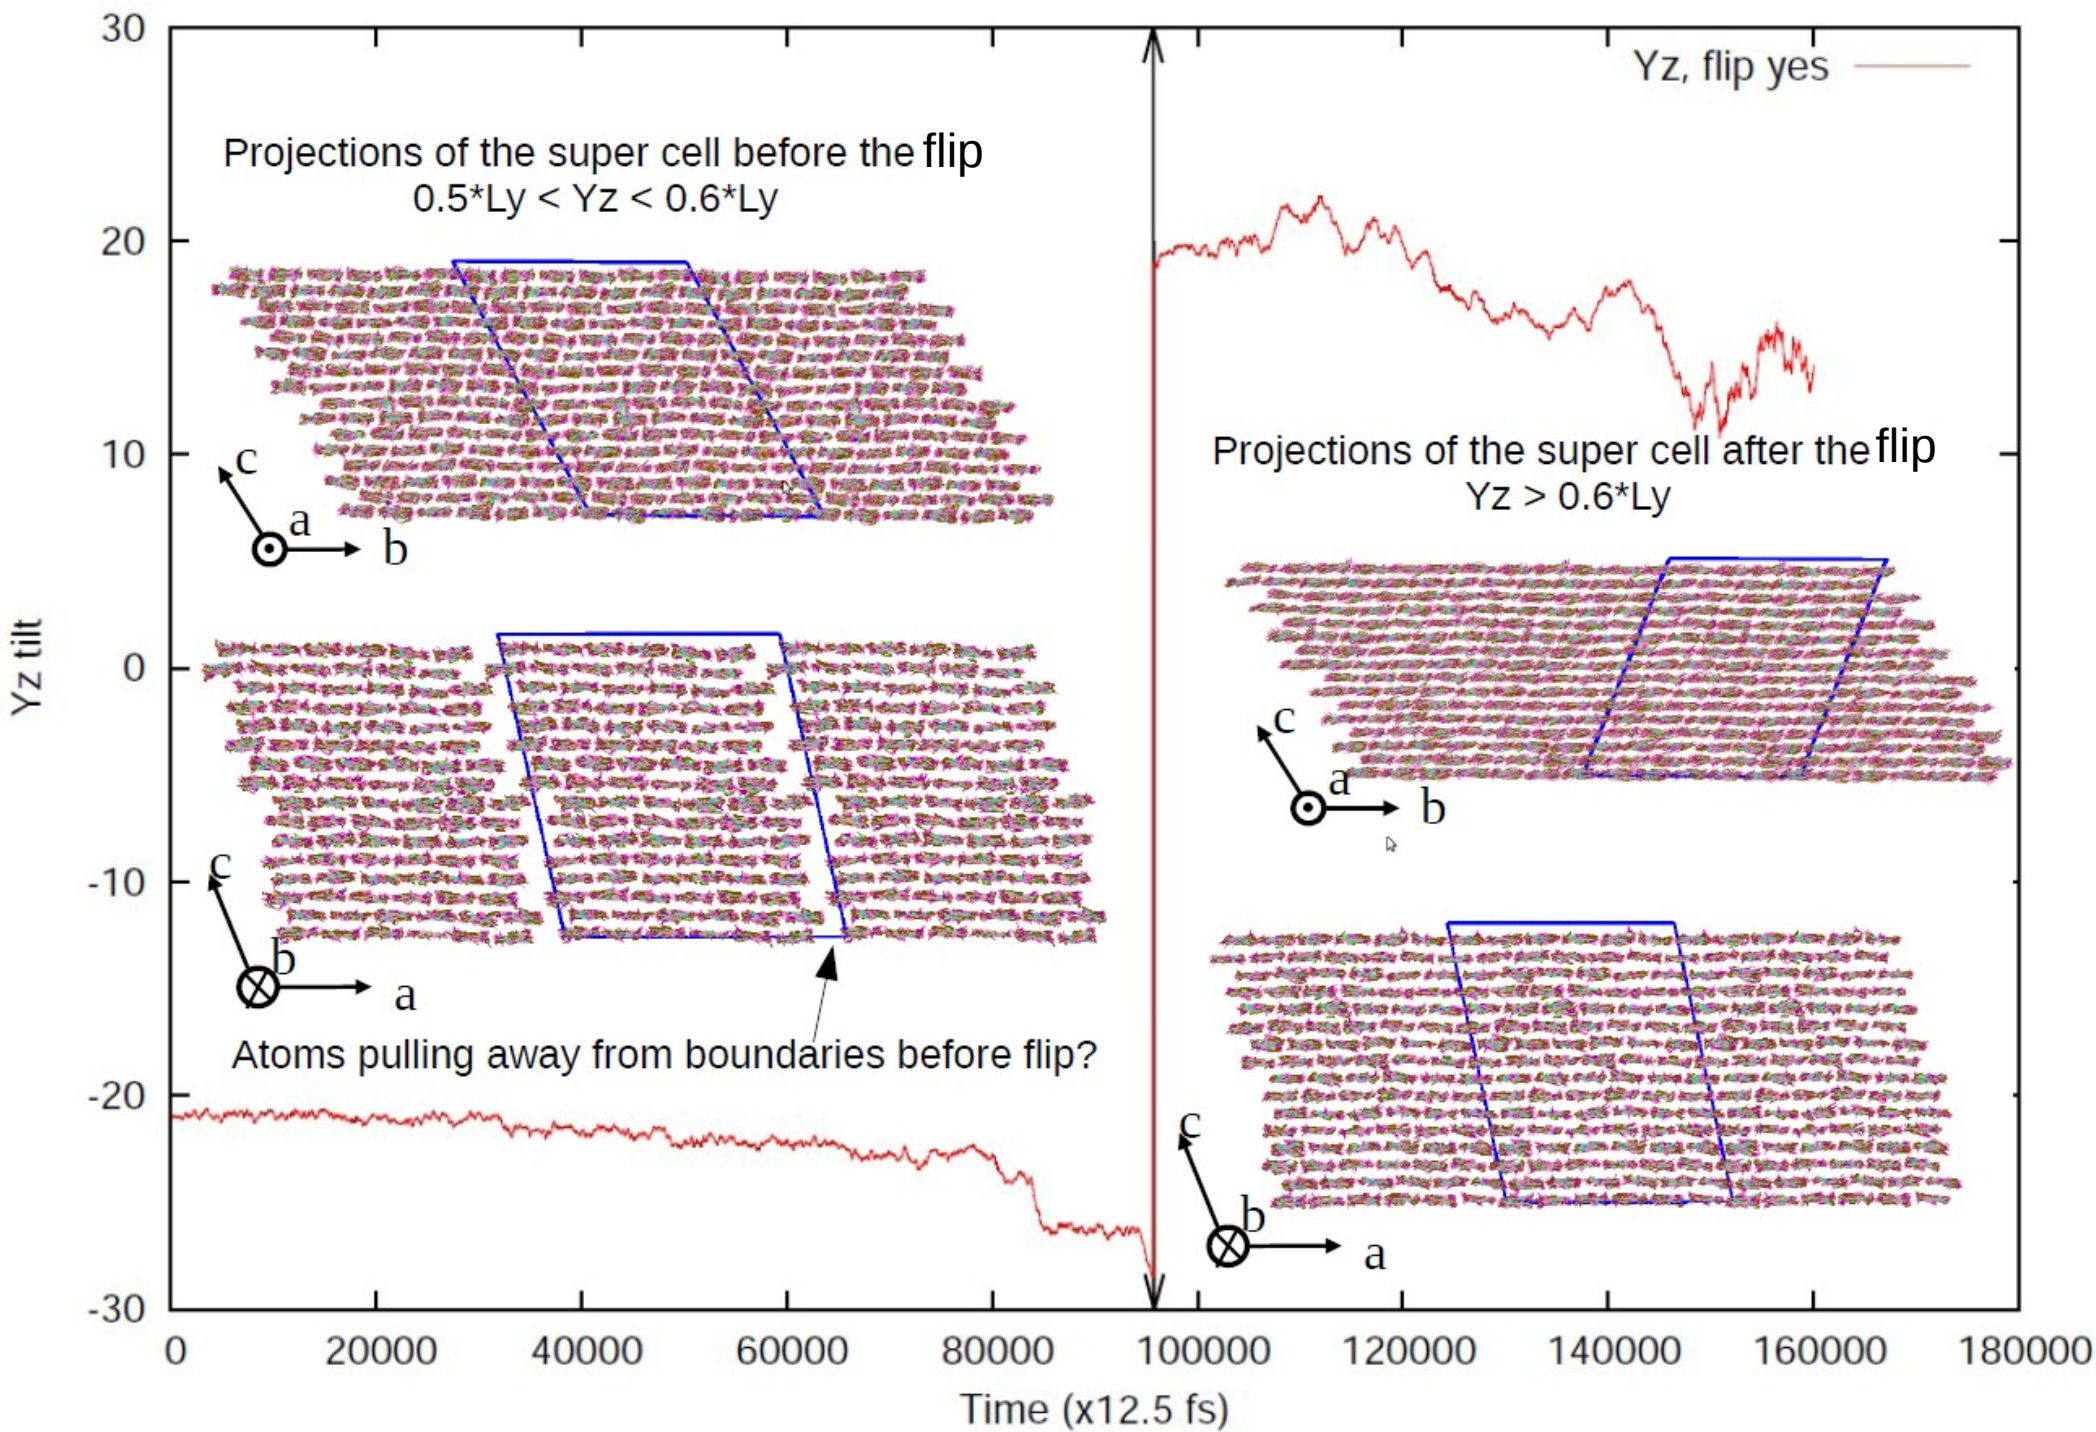 Yz, flip yes
Projections of the super cell before the flip
0.5*Ly < Yz < 0.6*Ly
c
a
b
c
b
a
Atoms pulling away from boundaries before flip?
Projections of the super cell after the flip
Yz > 0.6*Ly
c
a
b
c
b
a
30
20
10
0
-10
-20
-30
Yz tilt
0 20000 40000 60000 80000 100000 120000 140000 160000 180000
Time (x12.5 fs)